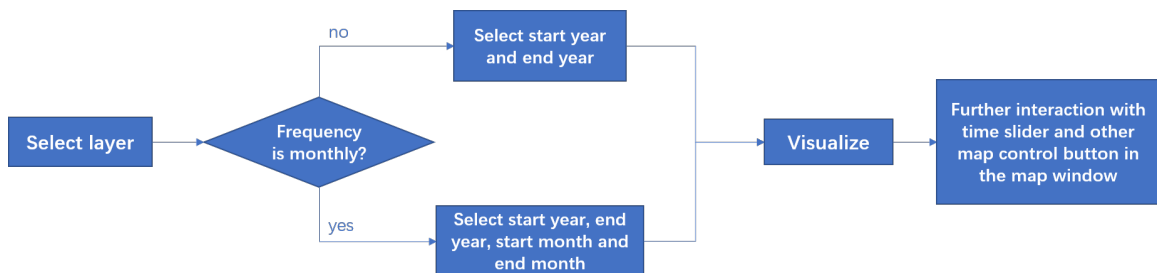 Select layer
Frequency
is monthly?
no
Select start year
and end year
yes
Select start year, end
year, start month and
end month
Visualize
Further interaction with
time slider and other
map control button in
the map window